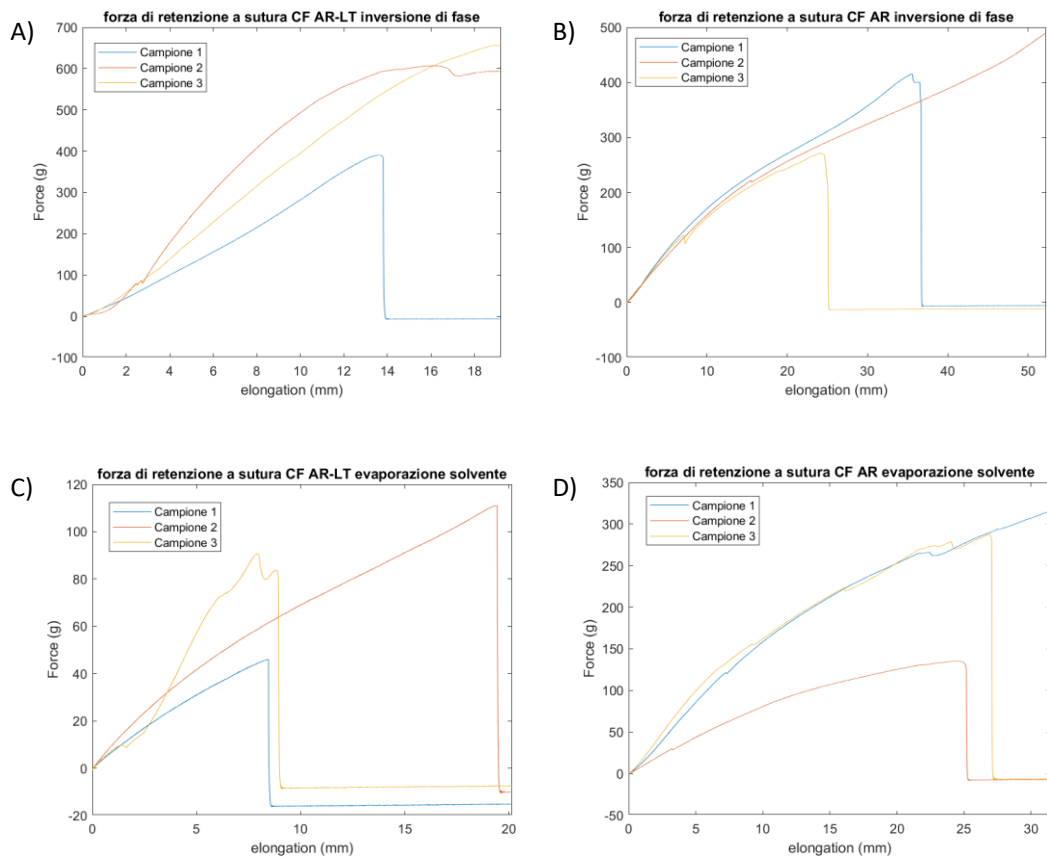 A)
forza di retenzione a sutura CF AR-LT inversione di fase
700
600
500
400
300
200
100
0
-100
Force (g)
Campione 1
Campione 2
Campione 3
0 2 4 6 8 10 12 14 16 18
elongation (mm)
B)
forza di retenzione a sutura CF AR inversione di fase
500
400
300
200
100
0
-100
Force (g)
Campione 1
Campione 2
Campione 3
0 10 20 30 40 50
elongation (mm)
C)
forza di retenzione a sutura CF AR-LT evaporazione solvente
120
100
80
60
40
20
0
-20
Force (g)
Campione 1
Campione 2
Campione 3
0 5 10 15 20
elongation (mm)
D)
forza di retenzione a sutura CF AR evaporazione solvente
350
300
250
200
150
100
50
0
-50
Force (g)
Campione 1
Campione 2
Campione 3
0 5 10 15 20 25 30
elongation (mm)